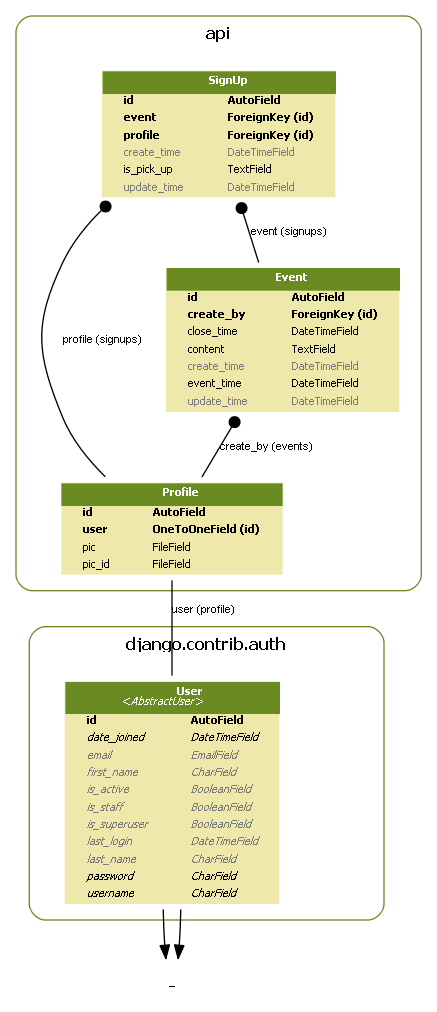 api
SignUp
id AutoField
event ForeignKey (id)
profile ForeignKey (id)
create_time DateTimeField
is_pick_up TextField
update_time DateTimeField
event (signups)
Event
id AutoField
create_by ForeignKey (id)
close_time DateTimeField
profile (signups)
content TextField
create_time DateTimeField
event_time DateTimeField
update_time DateTimeField
create_by (events)
Profile
id AutoField
user OneToOneField (id)
pic FileField
pic_id FileField
user (profile)
django.contrib.auth
User
<AbstractUser>
id AutoField
date_joined DateTimeField
email EmailField
first_name CharField
is_active BooleanField
is_staff BooleanField
is_superuser BooleanField
last_login DateTimeField
last_name CharField
password CharField
username CharField
_